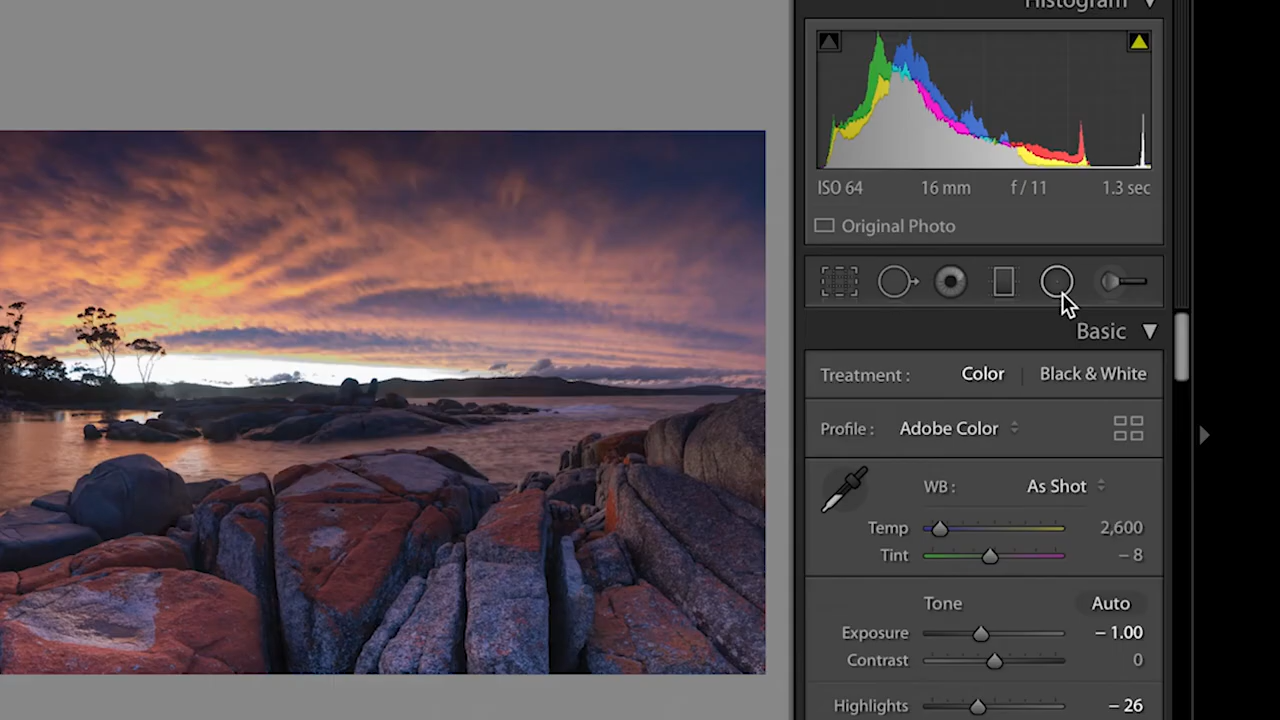 Histogram
ISO 64 16 mm f / 11 1.3 sec
Original Photo
Basic
Treatment : Color Black & White
Profile : Adobe Color
WB : As Shot
Temp 2,600
Tint – 8
Tone Auto
Exposure – 1.00
Contrast 0
Highlights – 26